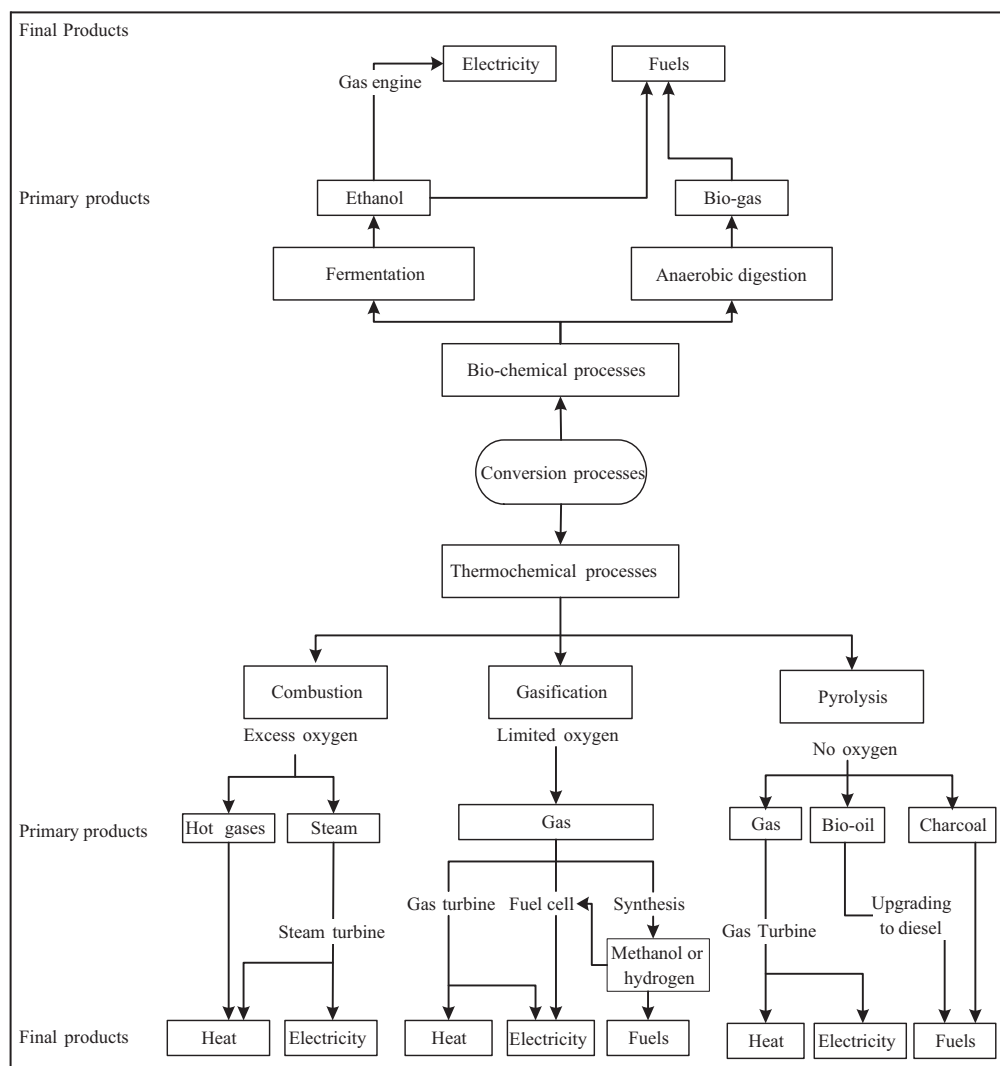 Final Products
Electricity
Fuels
Gas engine
Primary products
Ethanol
Bio-gas
Fermentation
Anaerobic digestion
Bio-chemical processes
Conversion processes
Thermochemical processes
Combustion
Gasification
Pyrolysis
Excess oxygen
Limited oxygen
No oxygen
Primary products
Hot gases
Steam
Gas
Gas
Bio-oil
Charcoal
Gas turbine
Fuel cell
Synthesis
Upgrading
to diesel
Steam turbine
Gas Turbine
Methanol or
hydrogen
Final products
Heat
Electricity
Heat
Electricity
Fuels
Heat
Electricity
Fuels